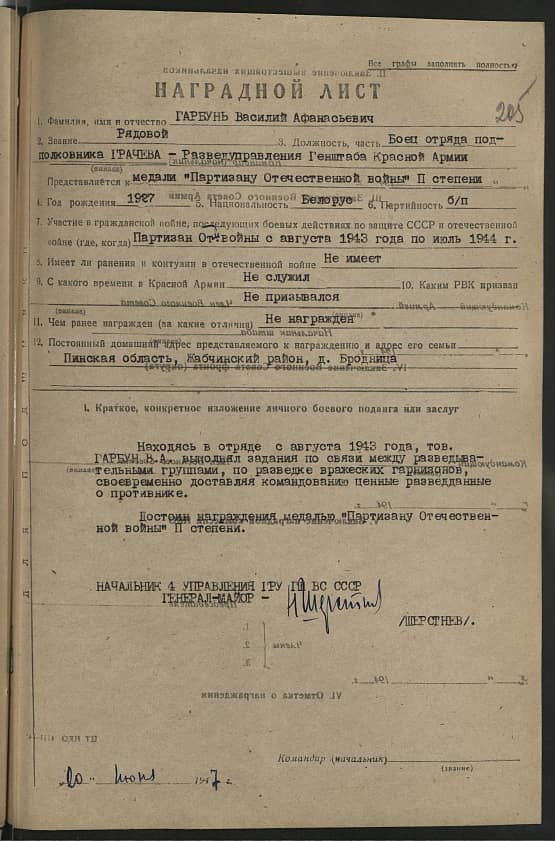 Все графы заполнять полностью
205
НАГРАДНОЙ ЛИСТ
1. Фамилия, имя и отчество ГАРБУНЬ Василий Афанасьевич
2. Звание Рядовой 3. Должность, часть Боец отряда под-
полковника ГРАЧЕВА - Разведуправления Генштаба Красной Армии
Представляется к медали "Партизану Отечественной войны" П степени
4. Год рождения 1927 5. Национальность Белорус 6. Партийность б/п
7. Участие в гражданской войне, последующих боевых действиях по защите СССР и отечественной
войне (где, когда) Партизан От. войны с августа 1943 года по июль 1944 г.
8. Имеет ли ранения и контузии в отечественной войне Не имеет
9. С какого времени в Красной Армии Не служил 10. Каким РВК призван
Не призывался
11. Чем ранее награжден (за какие отличия) Не награжден
12. Постоянный домашний адрес представляемого к награждению и адрес его семьи
Пинская область, Жабчинский район, д. Бродница
1. Краткое, конкретное изложение личного боевого подвига или заслуг
Находясь в отряде с августа 1943 года, тов.
ГАРБУН В.А. выполнял задания по связи между разведыва-
тельными группами, по разведке вражеских гарнизонов,
своевременно доставлял командованию ценные разведданные
о противнике.
Достоин награждения медалью "Партизану Отечествен-
ной войны" П степени.
НАЧАЛЬНИК 4 УПРАВЛЕНИЯ ГРУ ГШ ВС СССР
ГЕНЕРАЛ-МАЙОР -
/ШЕРСТНЕВ/.
Командир (начальник)
(звание)
20 июня 1947 г.